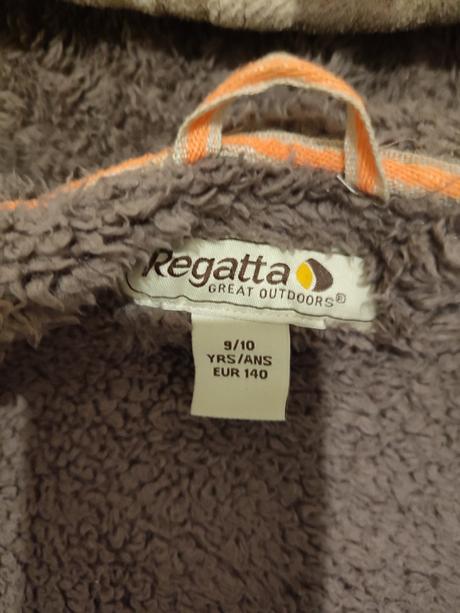 Regatta
GREAT OUTDOORS®
9/10
YRS/ANS
EUR 140